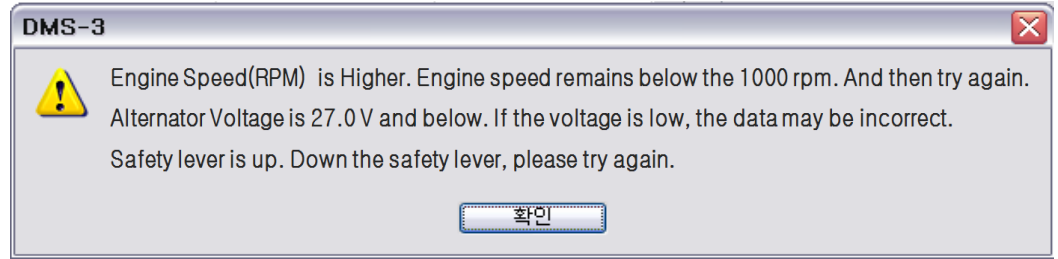 DMS-3
Engine Speed(RPM) is Higher. Engine speed remains below the 1000 rpm. And then try again.
Alternator Voltage is 27.0 V and below. If the voltage is low, the data may be incorrect.
Safety lever is up. Down the safety lever, please try again.
확인